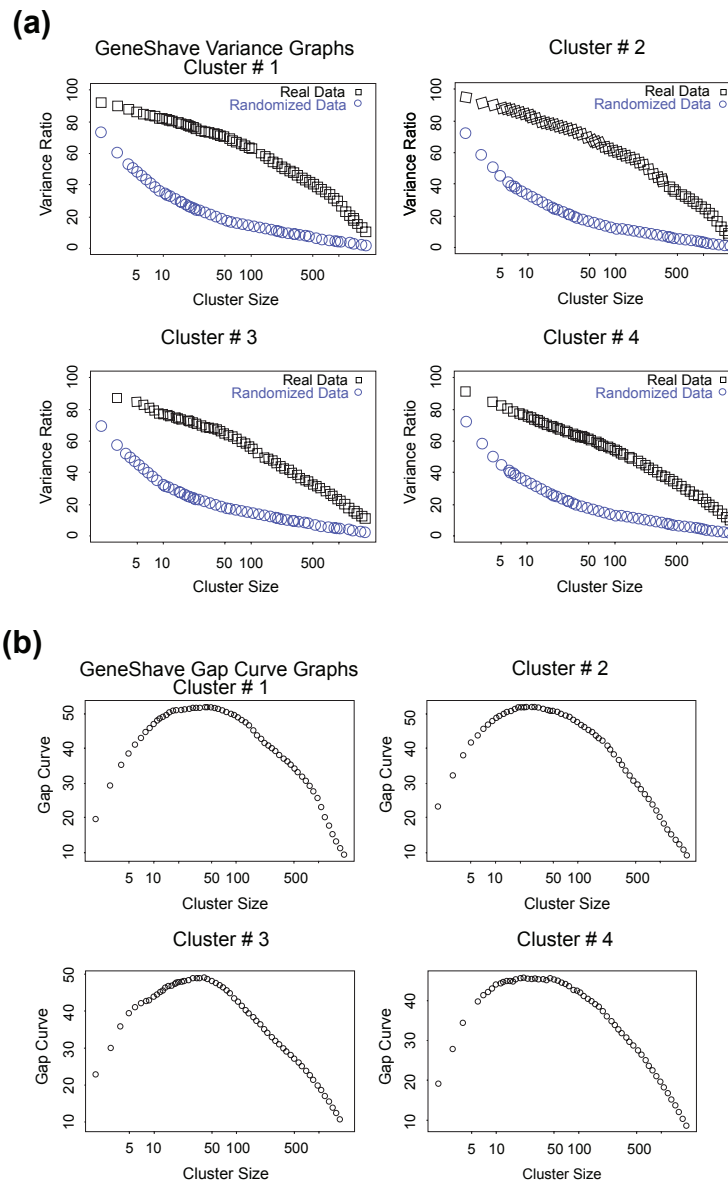 (a)
GeneShave Variance Graphs
Cluster # 1
Real Data
Randomized Data
100
80
60
40
20
0
Variance Ratio
5 10 50 100 500
Cluster Size
Cluster # 2
Real Data
Randomized Data
100
80
60
40
20
0
Variance Ratio
5 10 50 100 500
Cluster Size
Cluster # 3
Real Data
Randomized Data
100
80
60
40
20
0
Variance Ratio
5 10 50 100 500
Cluster Size
Cluster # 4
Real Data
Randomized Data
100
80
60
40
20
0
Variance Ratio
5 10 50 100 500
Cluster Size
(b)
GeneShave Gap Curve Graphs
Cluster # 1
50
40
30
20
10
Gap Curve
5 10 50 100 500
Cluster Size
Cluster # 2
50
40
30
20
10
Gap Curve
5 10 50 100 500
Cluster Size
Cluster # 3
50
40
30
20
10
Gap Curve
5 10 50 100 500
Cluster Size
Cluster # 4
40
30
20
10
Gap Curve
5 10 50 100 500
Cluster Size